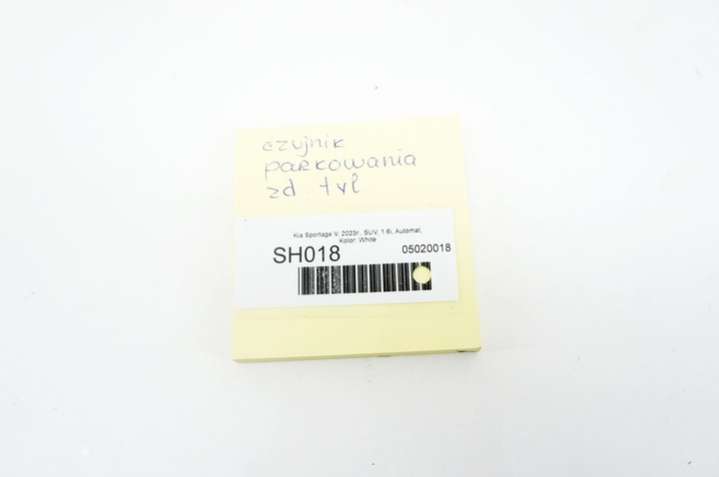 czujnik
parkowania
zd tył
Kia Sportage V, 2023r., SUV, 1.6i, Automat,
Kolor: White
SH018
05020018